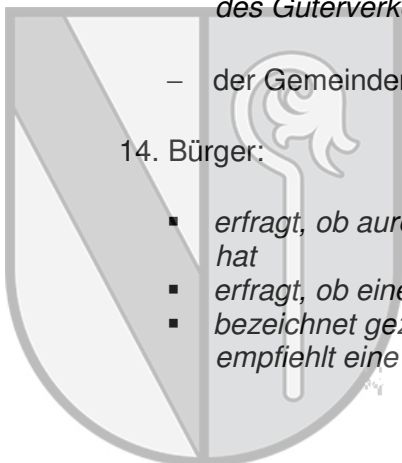 des Güterverk
– der Gemeinder
14. Bürger:
▪ erfragt, ob aur
hat
▪ erfragt, ob eine
▪ bezeichnet gez
empfiehlt eine